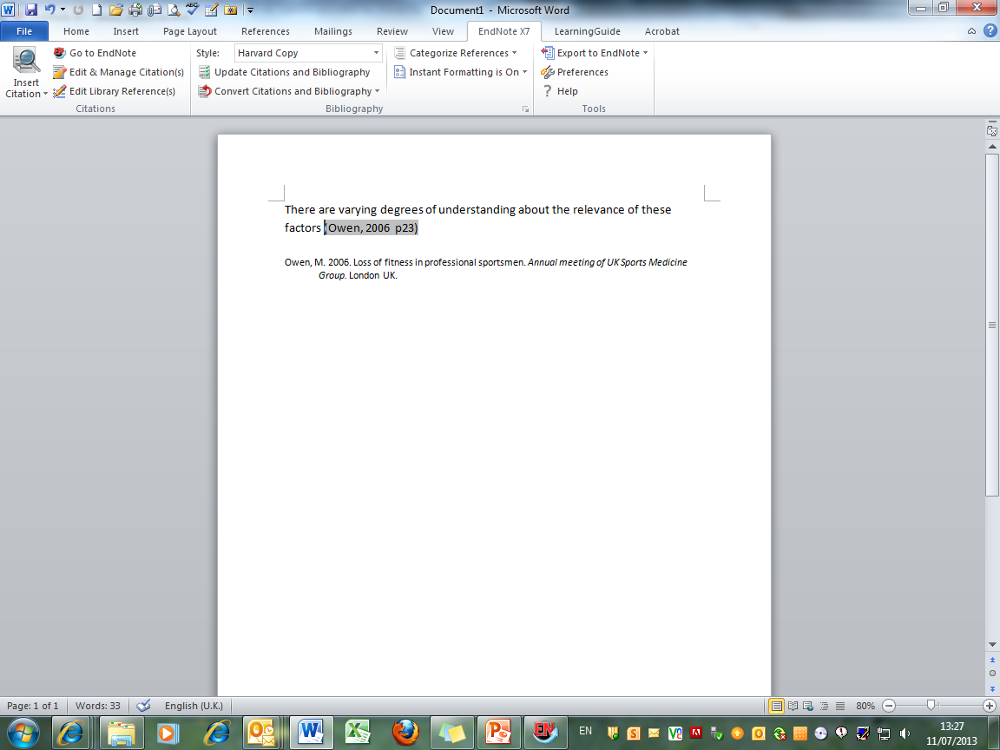 Document1 - Microsoft Word
File Home Insert Page Layout References Mailings Review View EndNote X7 LearningGuide Acrobat
Insert Citation
Go to EndNote
Edit & Manage Citation(s)
Edit Library Reference(s)
Citations
Style: Harvard Copy
Update Citations and Bibliography
Convert Citations and Bibliography
Categorize References
Instant Formatting is On
Bibliography
Export to EndNote
Preferences
Help
Tools
There are varying degrees of understanding about the relevance of these
factors (Owen, 2006 p23)
Owen, M. 2006. Loss of fitness in professional sportsmen. Annual meeting of UK Sports Medicine
Group. London UK.
Page: 1 of 1 Words: 33 English (U.K.) 80%
EN 13:27
11/07/2013